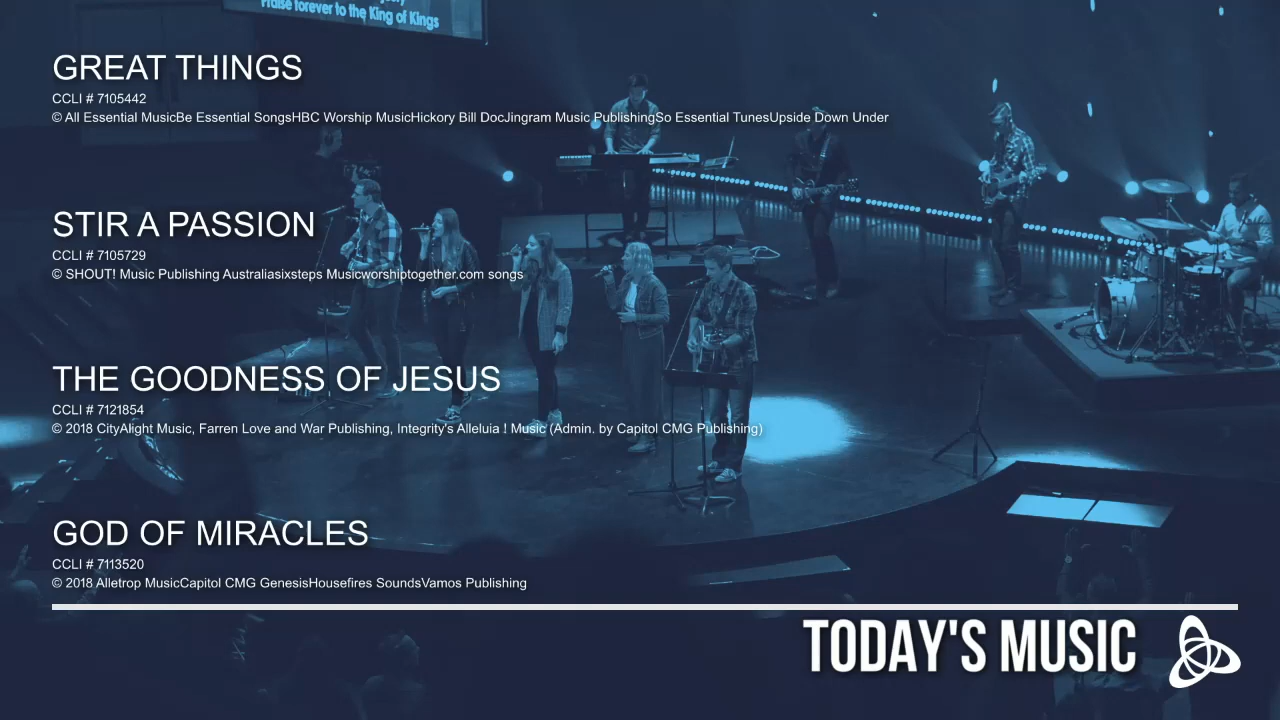 Praise forever to the King of Kings
GREAT THINGS
CCLI # 7105442
© All Essential MusicBe Essential SongsHBC Worship MusicHickory Bill DocJingram Music PublishingSo Essential TunesUpside Down Under
STIR A PASSION
CCLI # 7105729
© SHOUT! Music Publishing Australiasixsteps Musicworshiptogether.com songs
THE GOODNESS OF JESUS
CCLI # 7121854
© 2018 CityAlight Music, Farren Love and War Publishing, Integrity's Alleluia ! Music (Admin. by Capitol CMG Publishing)
GOD OF MIRACLES
CCLI # 7113520
© 2018 Alletrop MusicCapitol CMG GenesisHousefires SoundsVamos Publishing
TODAY'S MUSIC